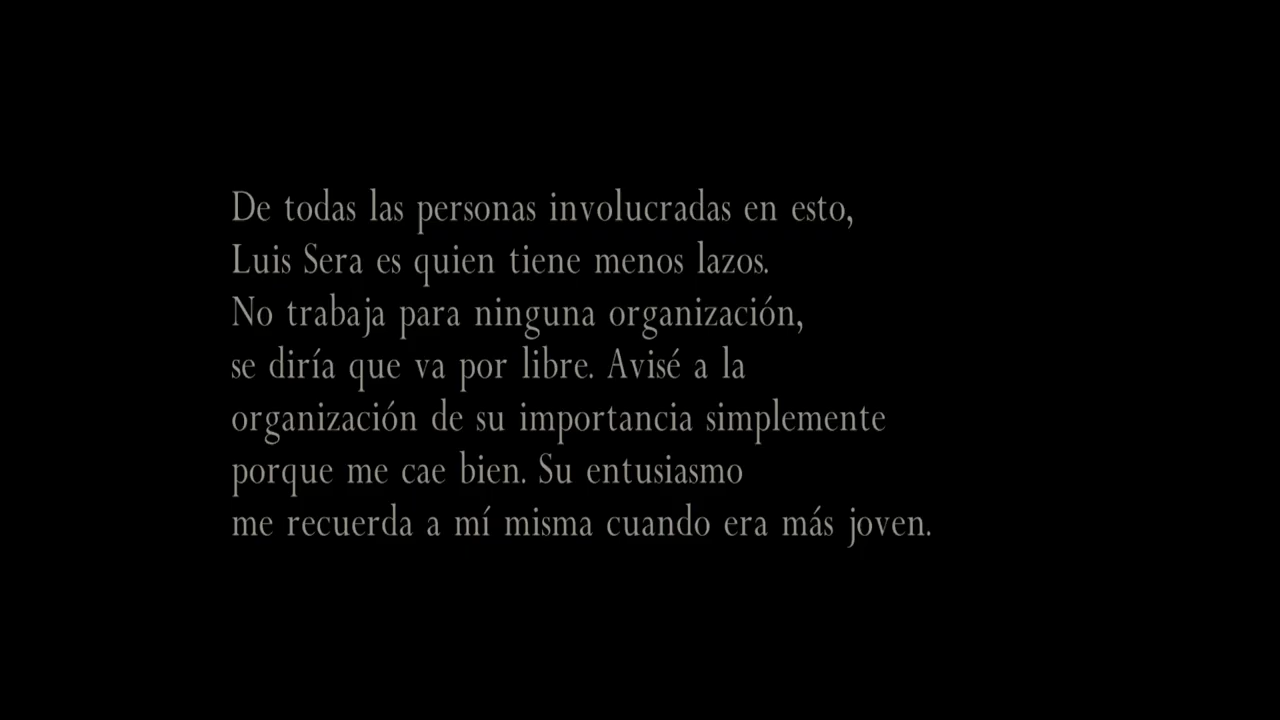 De todas las personas involucradas en esto,
Luis Sera es quien tiene menos lazos.
No trabaja para ninguna organización,
se diría que va por libre. Avisé a la
organización de su importancia simplemente
porque me cae bien. Su entusiasmo
me recuerda a mí misma cuando era más joven.